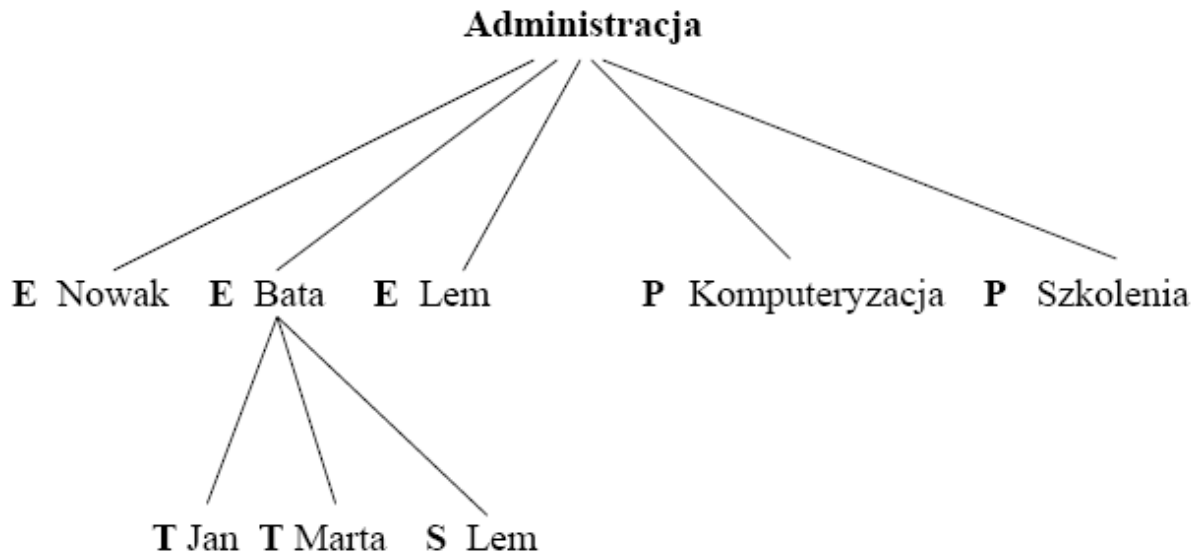 Administracja
E Nowak E Bata E Lem P Komputeryzacja P Szkolenia
T Jan T Marta S Lem